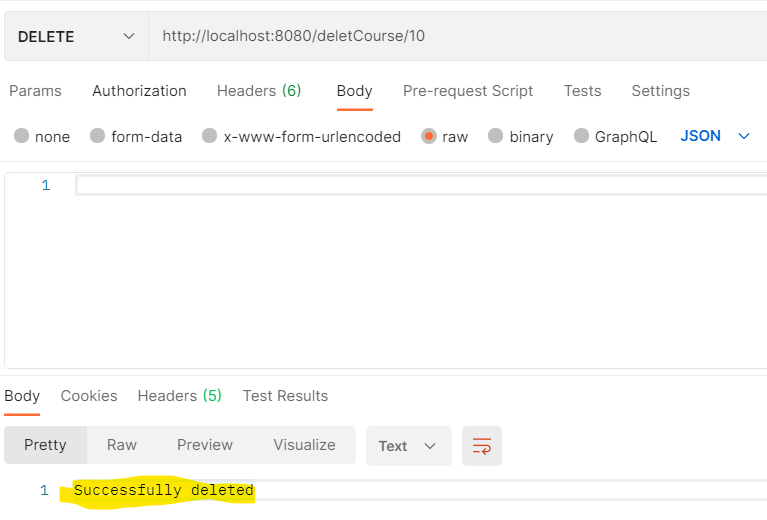 DELETE http://localhost:8080/deletCourse/10
Params Authorization Headers (6) Body Pre-request Script Tests Settings
none form-data x-www-form-urlencoded raw binary GraphQL JSON
1
Body Cookies Headers (5) Test Results
Pretty Raw Preview Visualize Text
1 Successfully deleted